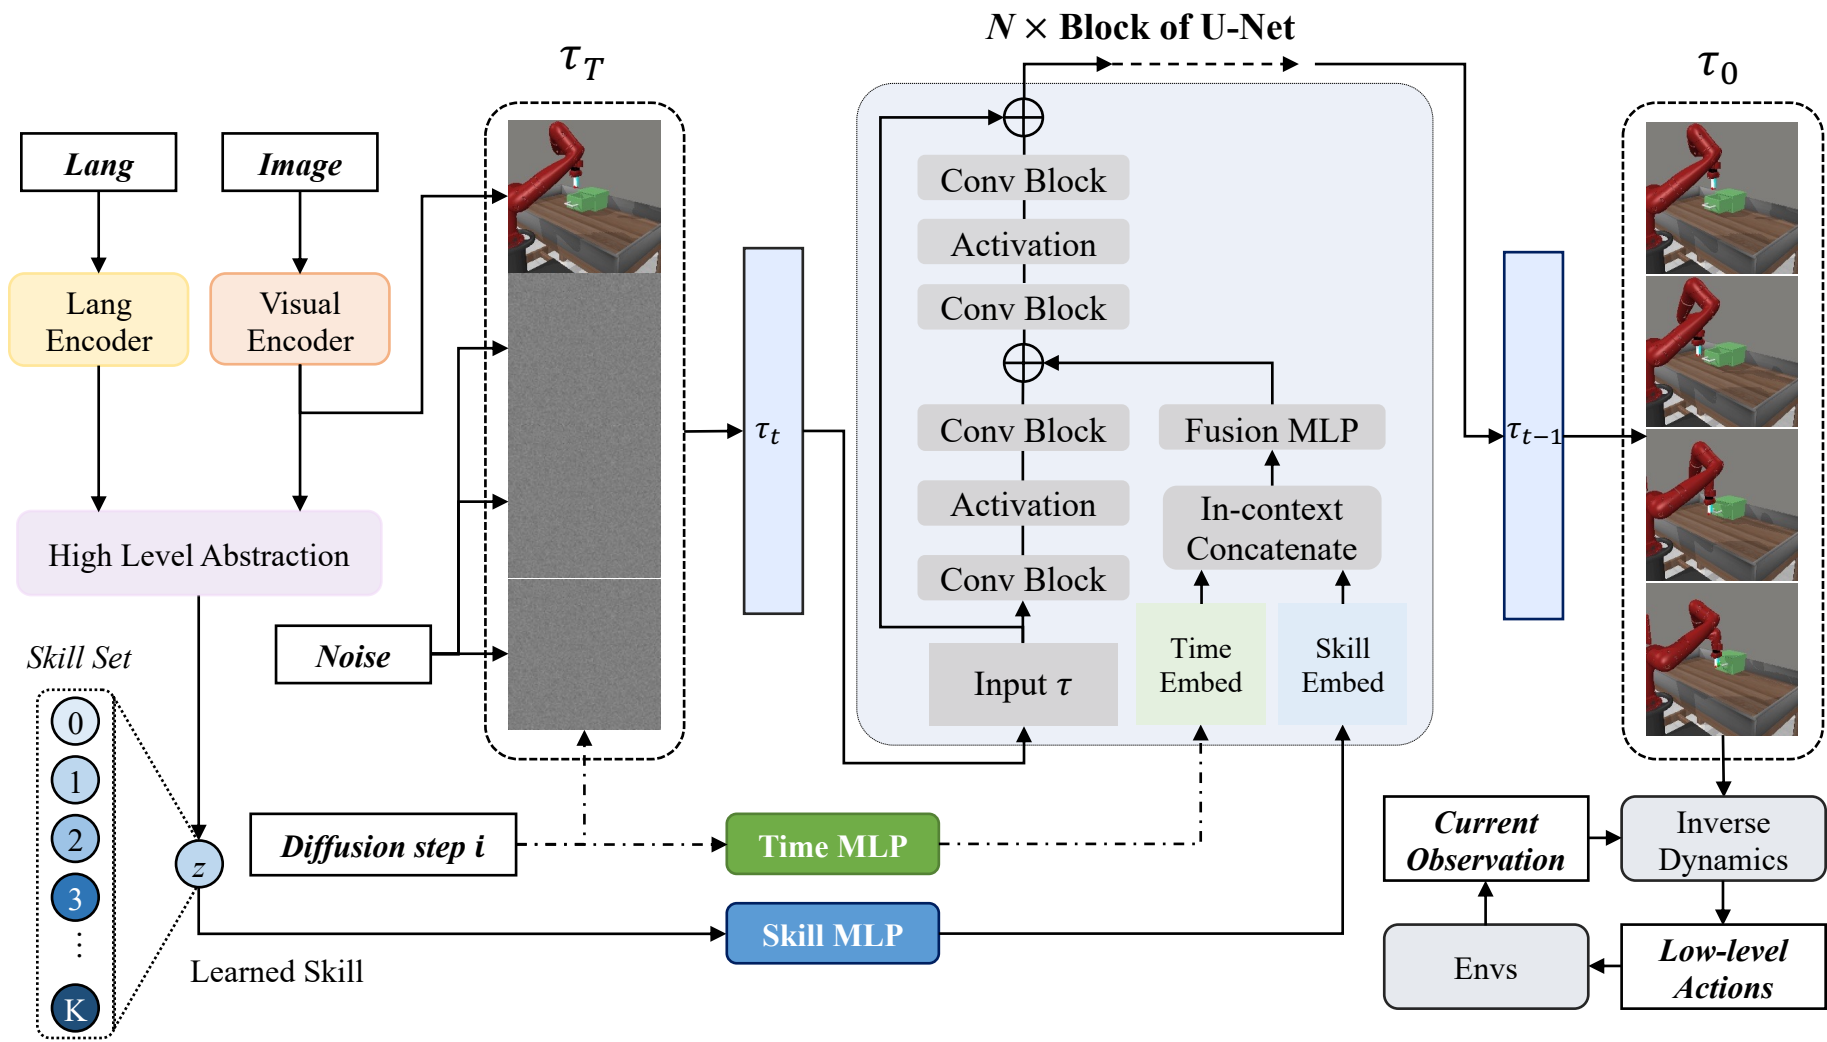 N × Block of U-Net
τ_T
τ_0
Lang
Image
Lang
Encoder
Visual
Encoder
High Level Abstraction
Noise
Skill Set
0
1
2
3
⋮
K
z
Learned Skill
Diffusion step i
Time MLP
Skill MLP
τ_t
Conv Block
Activation
Conv Block
Conv Block
Activation
Conv Block
Input τ
Fusion MLP
In-context
Concatenate
Time
Embed
Skill
Embed
τ_{t-1}
Current
Observation
Inverse
Dynamics
Envs
Low-level
Actions